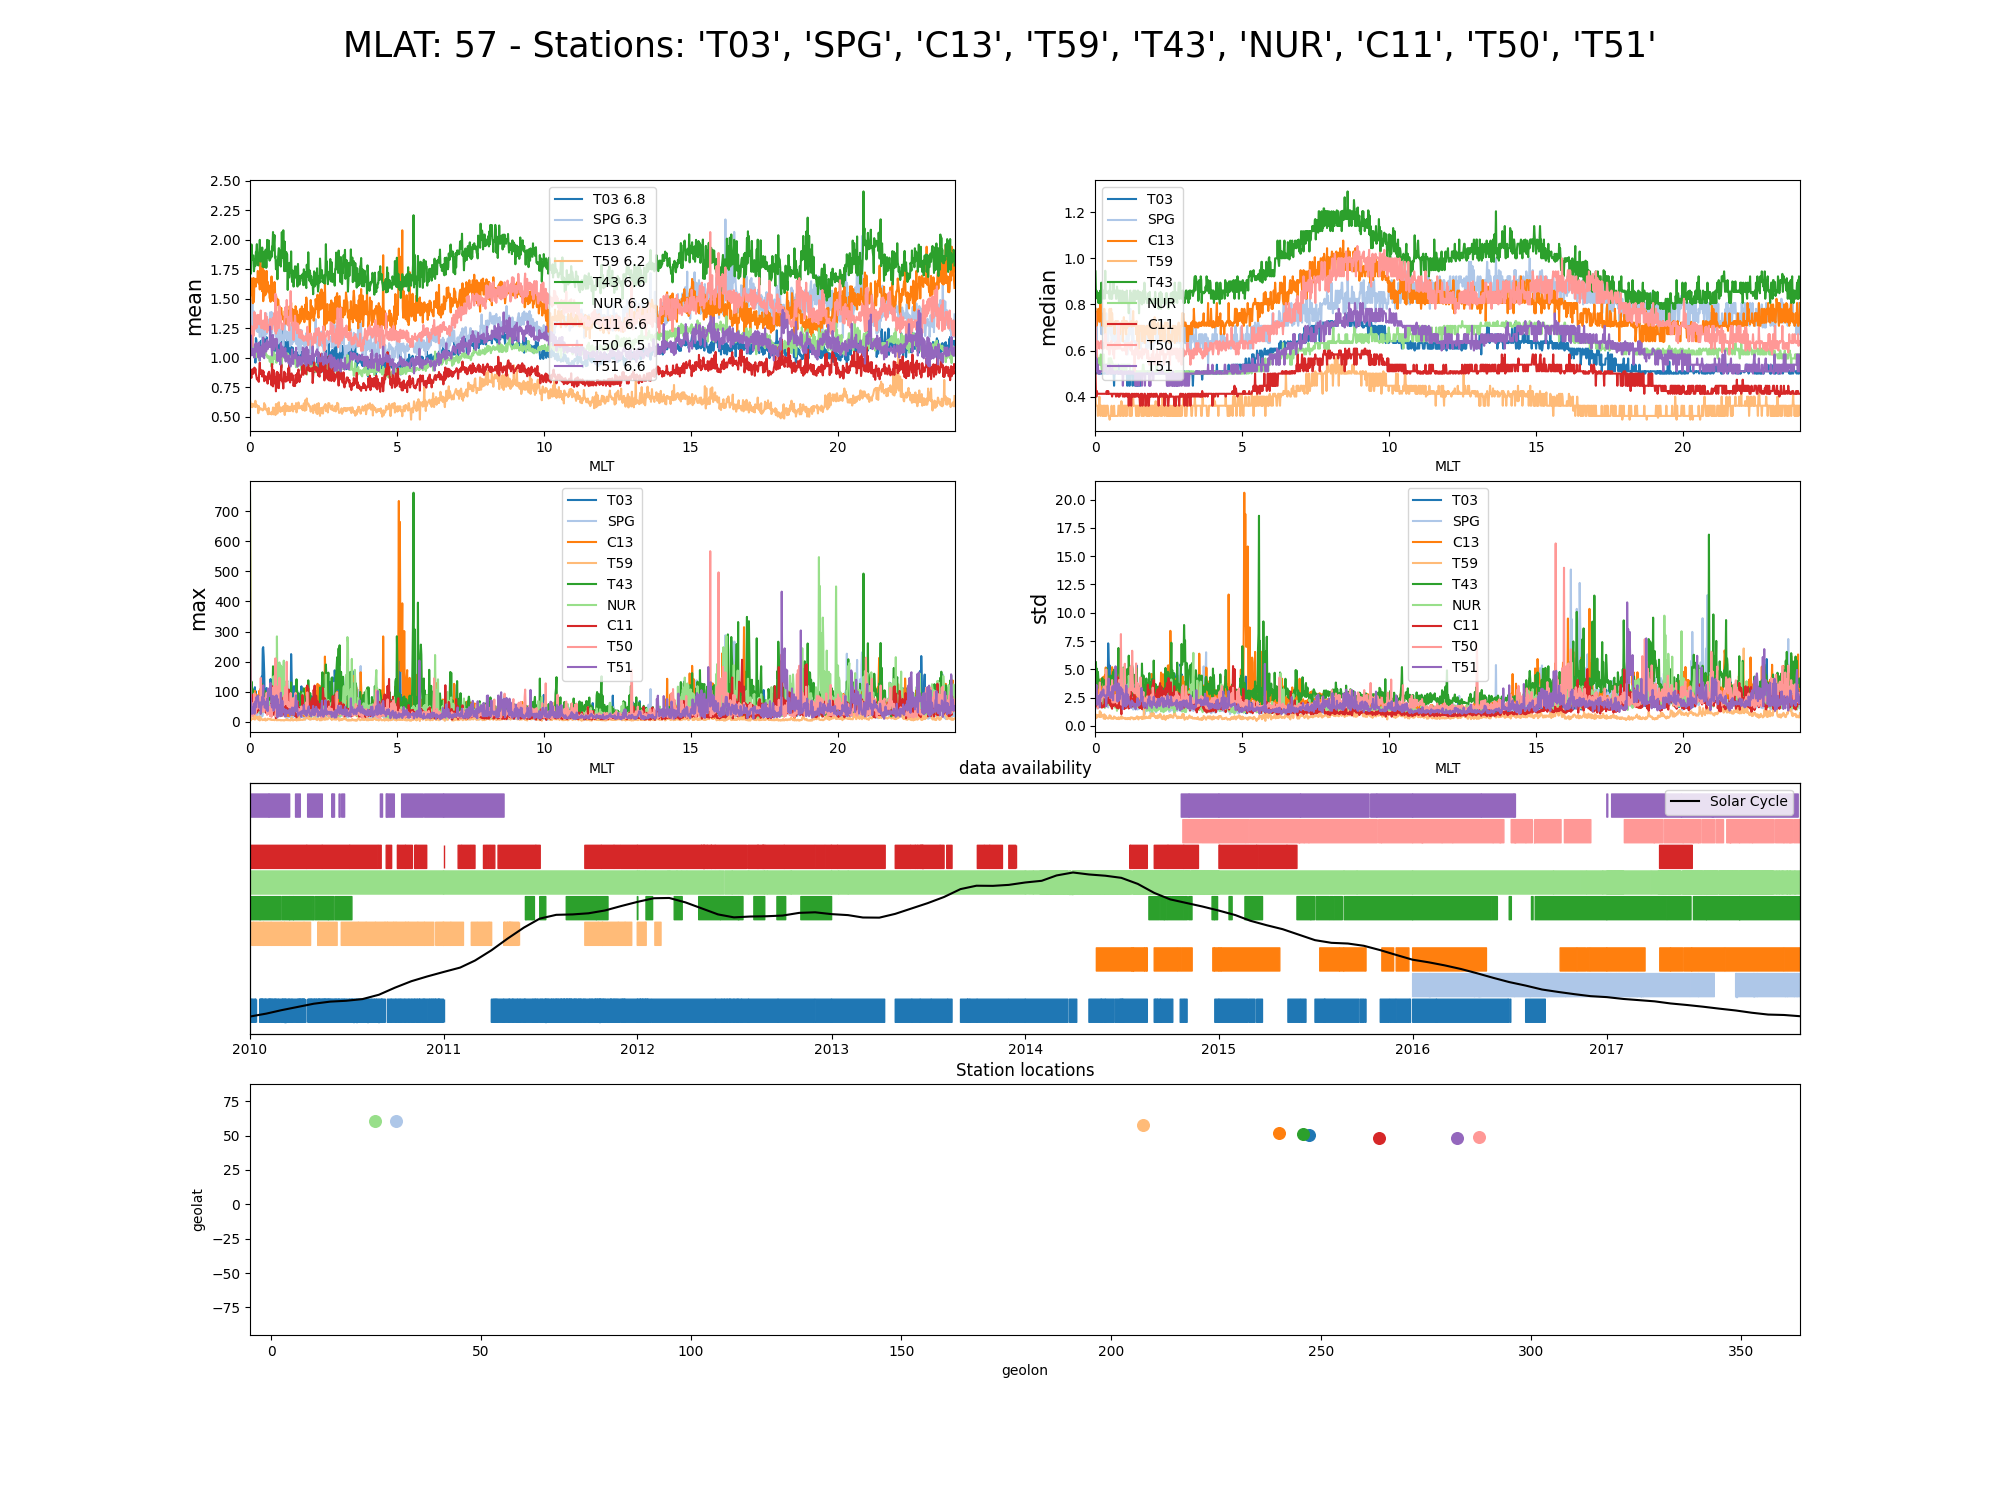 MLAT: 57 - Stations: 'T03', 'SPG', 'C13', 'T59', 'T43', 'NUR', 'C11', 'T50', 'T51'
mean
2.50
2.25
2.00
1.75
1.50
1.25
1.00
0.75
0.50
T03 6.8
SPG 6.3
C13 6.4
T59 6.2
T43 6.6
NUR 6.9
C11 6.6
T50 6.5
T51 6.6
0 5 10 15 20
MLT
median
1.2
1.0
0.8
0.6
0.4
T03
SPG
C13
T59
T43
NUR
C11
T50
T51
0 5 10 15 20
MLT
max
700
600
500
400
300
200
100
0
T03
SPG
C13
T59
T43
NUR
C11
T50
T51
0 5 10 15 20
MLT
std
20.0
17.5
15.0
12.5
10.0
7.5
5.0
2.5
0.0
T03
SPG
C13
T59
T43
NUR
C11
T50
T51
0 5 10 15 20
MLT
data availability
Solar Cycle
2010 2011 2012 2013 2014 2015 2016 2017
Station locations
geolat
75
50
25
0
−25
−50
−75
0 50 100 150 200 250 300 350
geolon